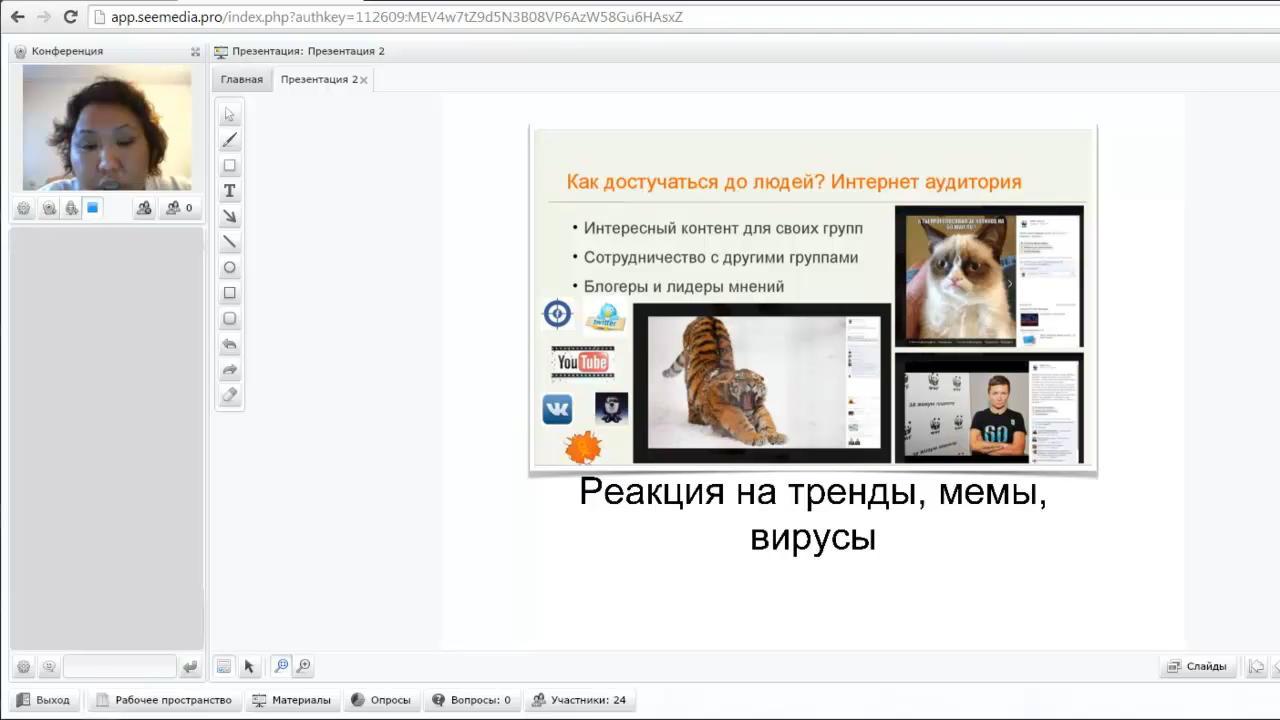 app.seemedia.pro/index.php?authkey=112609:MEV4w7tZ9d5N3B08VP6AzW58Gu6HAsxZ
Конференция
Презентация: Презентация 2
Главная
Презентация 2
Как достучаться до людей? Интернет аудитория
• Интересный контент для своих групп
• Сотрудничество с другими группами
• Блогеры и лидеры мнений
twitter
YouTube
60
Реакция на тренды, мемы,
вирусы
0
T
Слайды
Выход
Рабочее пространство
Материалы
Опросы
Вопросы: 0
Участники: 24